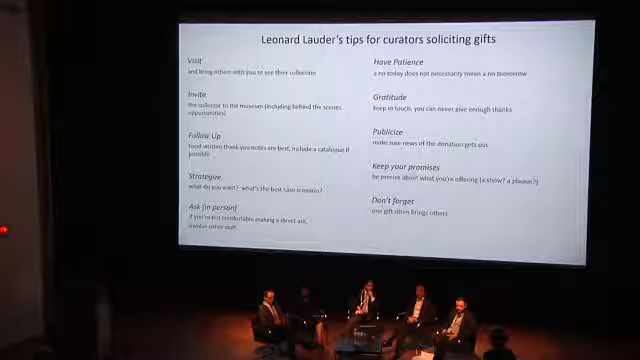 Leonard Lauder's tips for curators soliciting gifts
Visit
and bring others with you to see their collection
Invite
the collector to the museum (including behind the scenes
opportunities)
Follow Up
hand written thank you notes are best, include a catalogue if
possible
Strategize
what do you want? what's the best case scenario?
Ask (in person)
if you're not comfortable making a direct ask,
involve other staff
Have Patience
a no today does not necessarily mean a no tomorrow
Gratitude
keep in touch, you can never give enough thanks
Publicize
make sure news of the donation gets out
Keep your promises
be precise about what you're offering (a show? a plaque?)
Don't forget
one gift often brings others